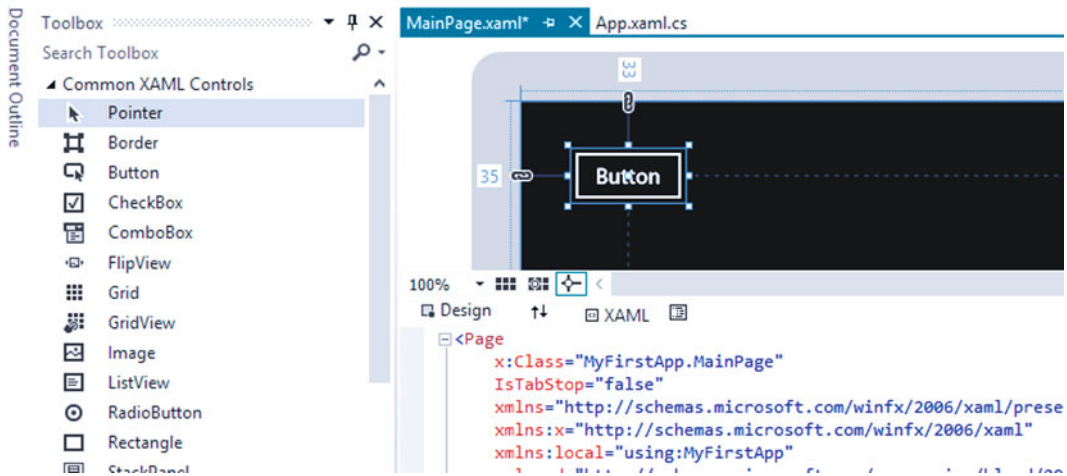 Document Outline
Toolbox
Search Toolbox
Common XAML Controls
Pointer
Border
Button
CheckBox
ComboBox
FlipView
Grid
GridView
Image
ListView
RadioButton
Rectangle
StackPanel
MainPage.xaml* App.xaml.cs
33
35
Button
100%
Design XAML
<Page
x:Class="MyFirstApp.MainPage"
IsTabStop="false"
xmlns="http://schemas.microsoft.com/winfx/2006/xaml/prese
xmlns:x="http://schemas.microsoft.com/winfx/2006/xaml"
xmlns:local="using:MyFirstApp"